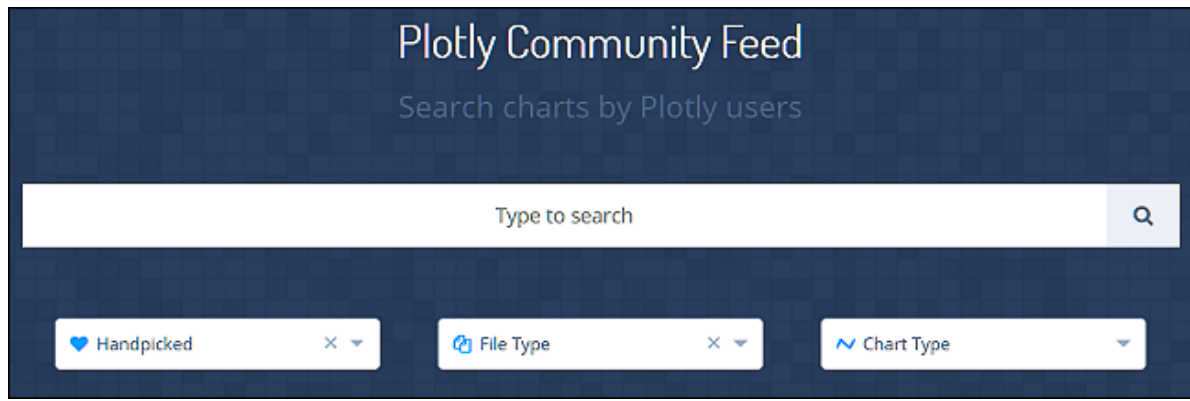 Plotly Community Feed
Search charts by Plotly users
Type to search
Handpicked
File Type
Chart Type